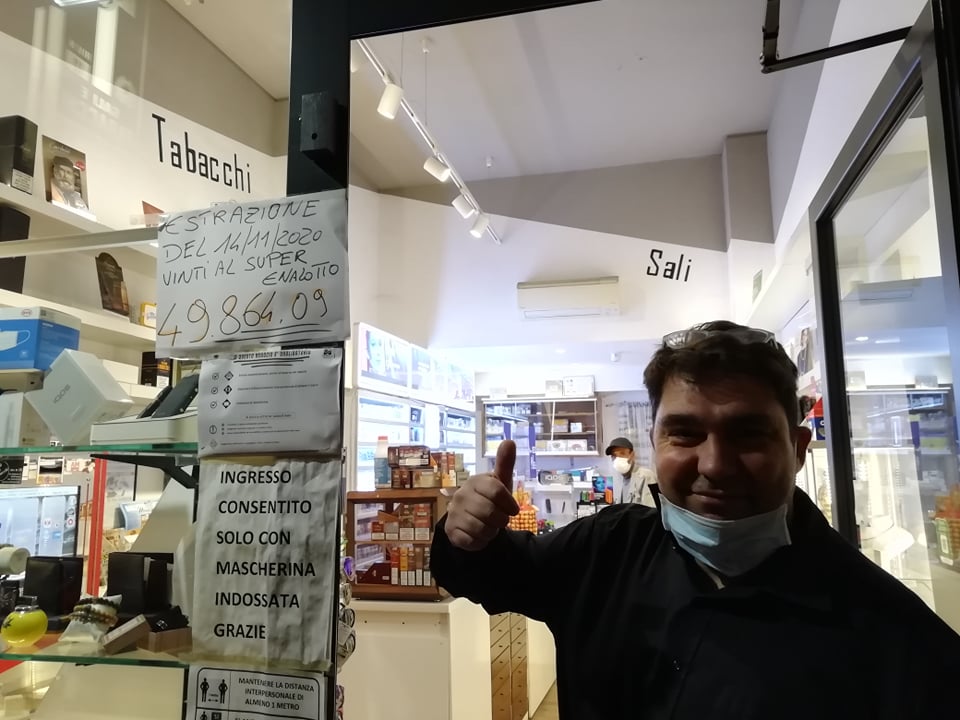 Tabacchi
ESTRAZIONE
DEL 14/11/2020
VINTI AL SUPER
ENALOTTO
49.864.09
Sali
IQOS
INGRESSO
CONSENTITO
SOLO CON
MASCHERINA
INDOSSATA
GRAZIE
MANTENERE LA DISTANZA
INTERPERSONALE DI
ALMENO 1 METRO